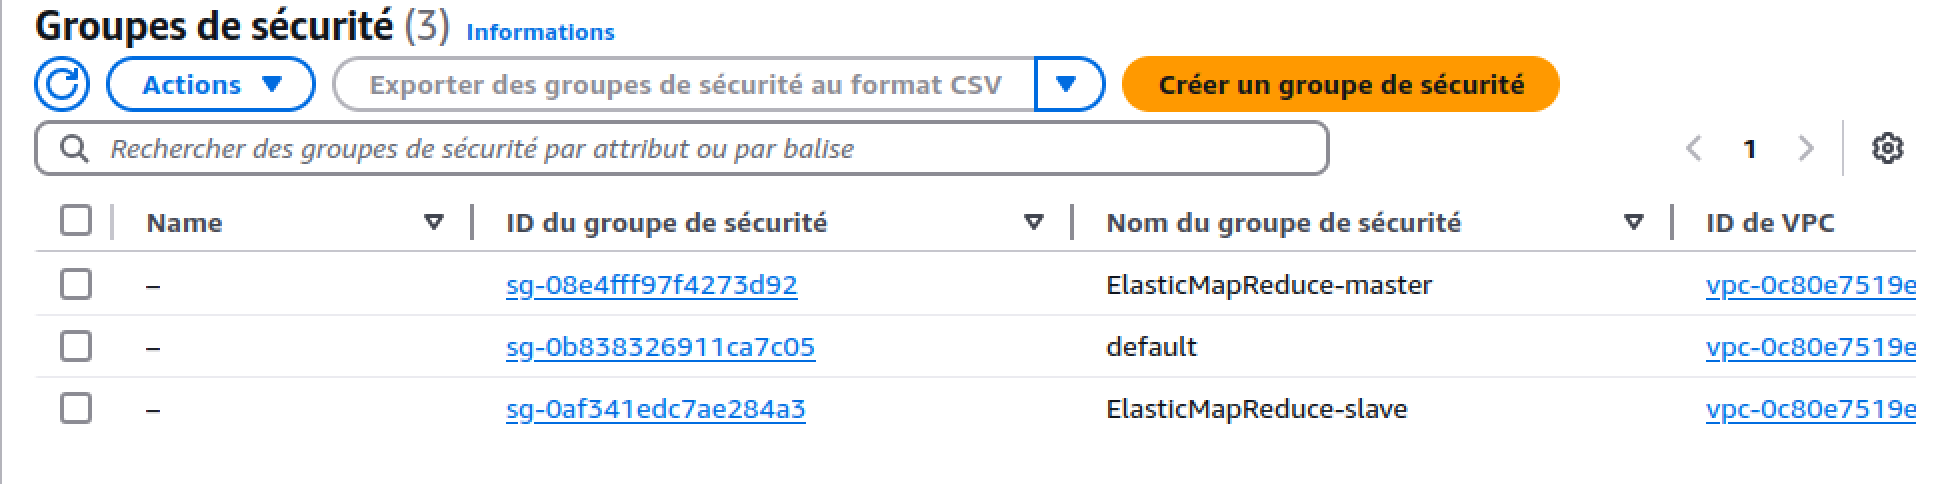 Groupes de sécurité (3) Informations
Actions Exporter des groupes de sécurité au format CSV Créer un groupe de sécurité
Rechercher des groupes de sécurité par attribut ou par balise 1
Name ID du groupe de sécurité Nom du groupe de sécurité ID de VPC
– sg-08e4fff97f4273d92 ElasticMapReduce-master vpc-0c80e7519e
– sg-0b838326911ca7c05 default vpc-0c80e7519e
– sg-0af341edc7ae284a3 ElasticMapReduce-slave vpc-0c80e7519e